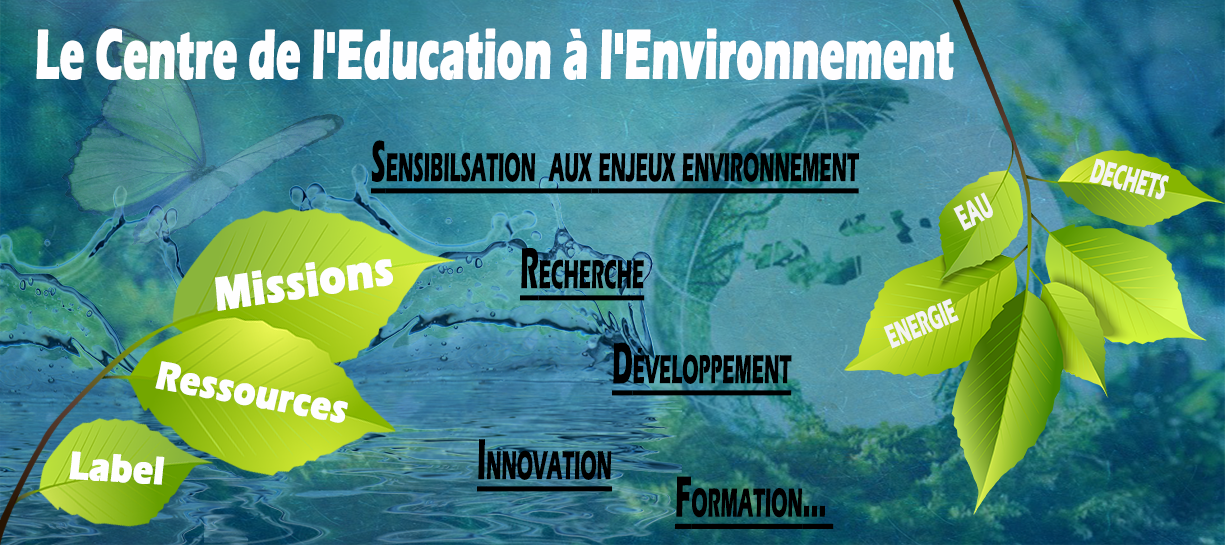 Le Centre de l'Education à l'Environnement
SENSIBILSATION AUX ENJEUX ENVIRONNEMENT
DECHETS
EAU
Missions
RECHERCHE
ENERGIE
DEVELOPPEMENT
Ressources
INNOVATION
Label
FORMATION...